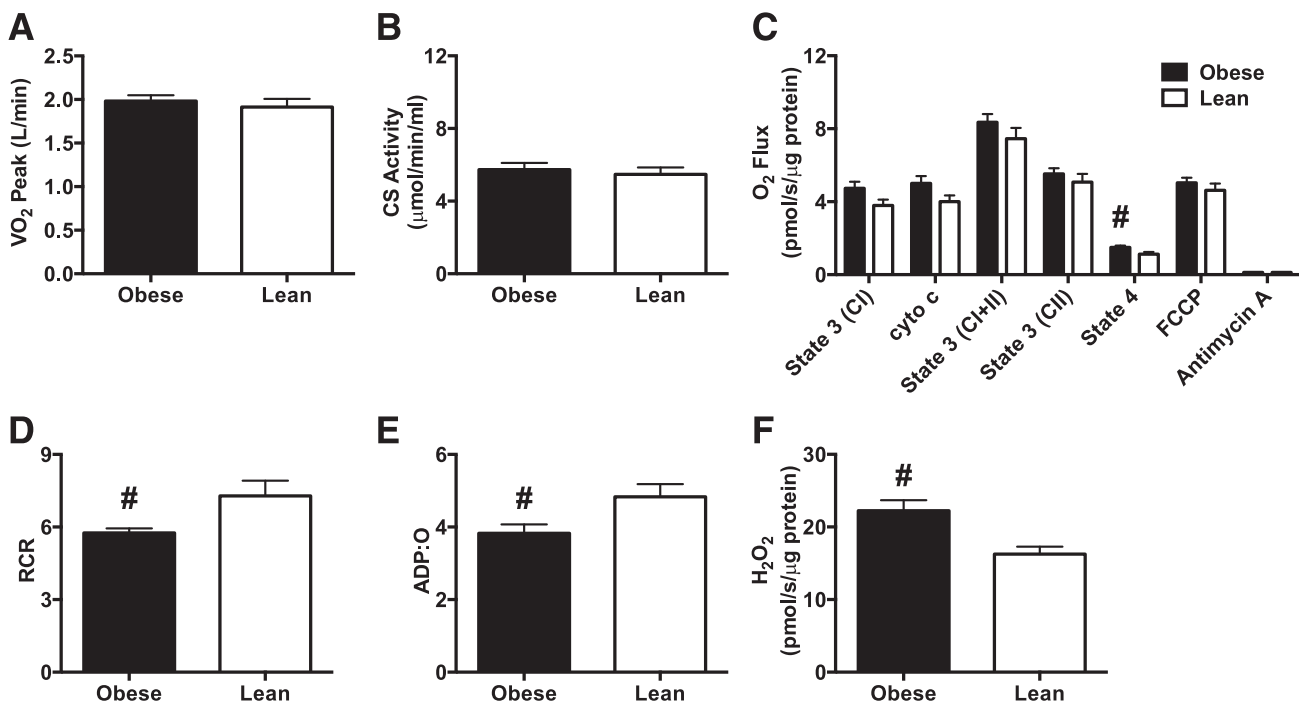 A
VO2 Peak (L/min)
2.5
2.0
1.5
1.0
0.5
0.0
Obese Lean
B
CS Activity
(μmol/min/ml)
12
8
4
0
Obese Lean
C
O2 Flux
(pmol/s/μg protein)
12
8
4
0
Obese
Lean
#
State 3 (CI)
cyto c
State 3 (CI+II)
State 3 (CII)
State 4
FCCP
Antimycin A
D
RCR
9
6
3
0
#
Obese Lean
E
ADP:O
6
4
2
0
#
Obese Lean
F
H2O2
(pmol/s/μg protein)
30
20
10
0
#
Obese Lean